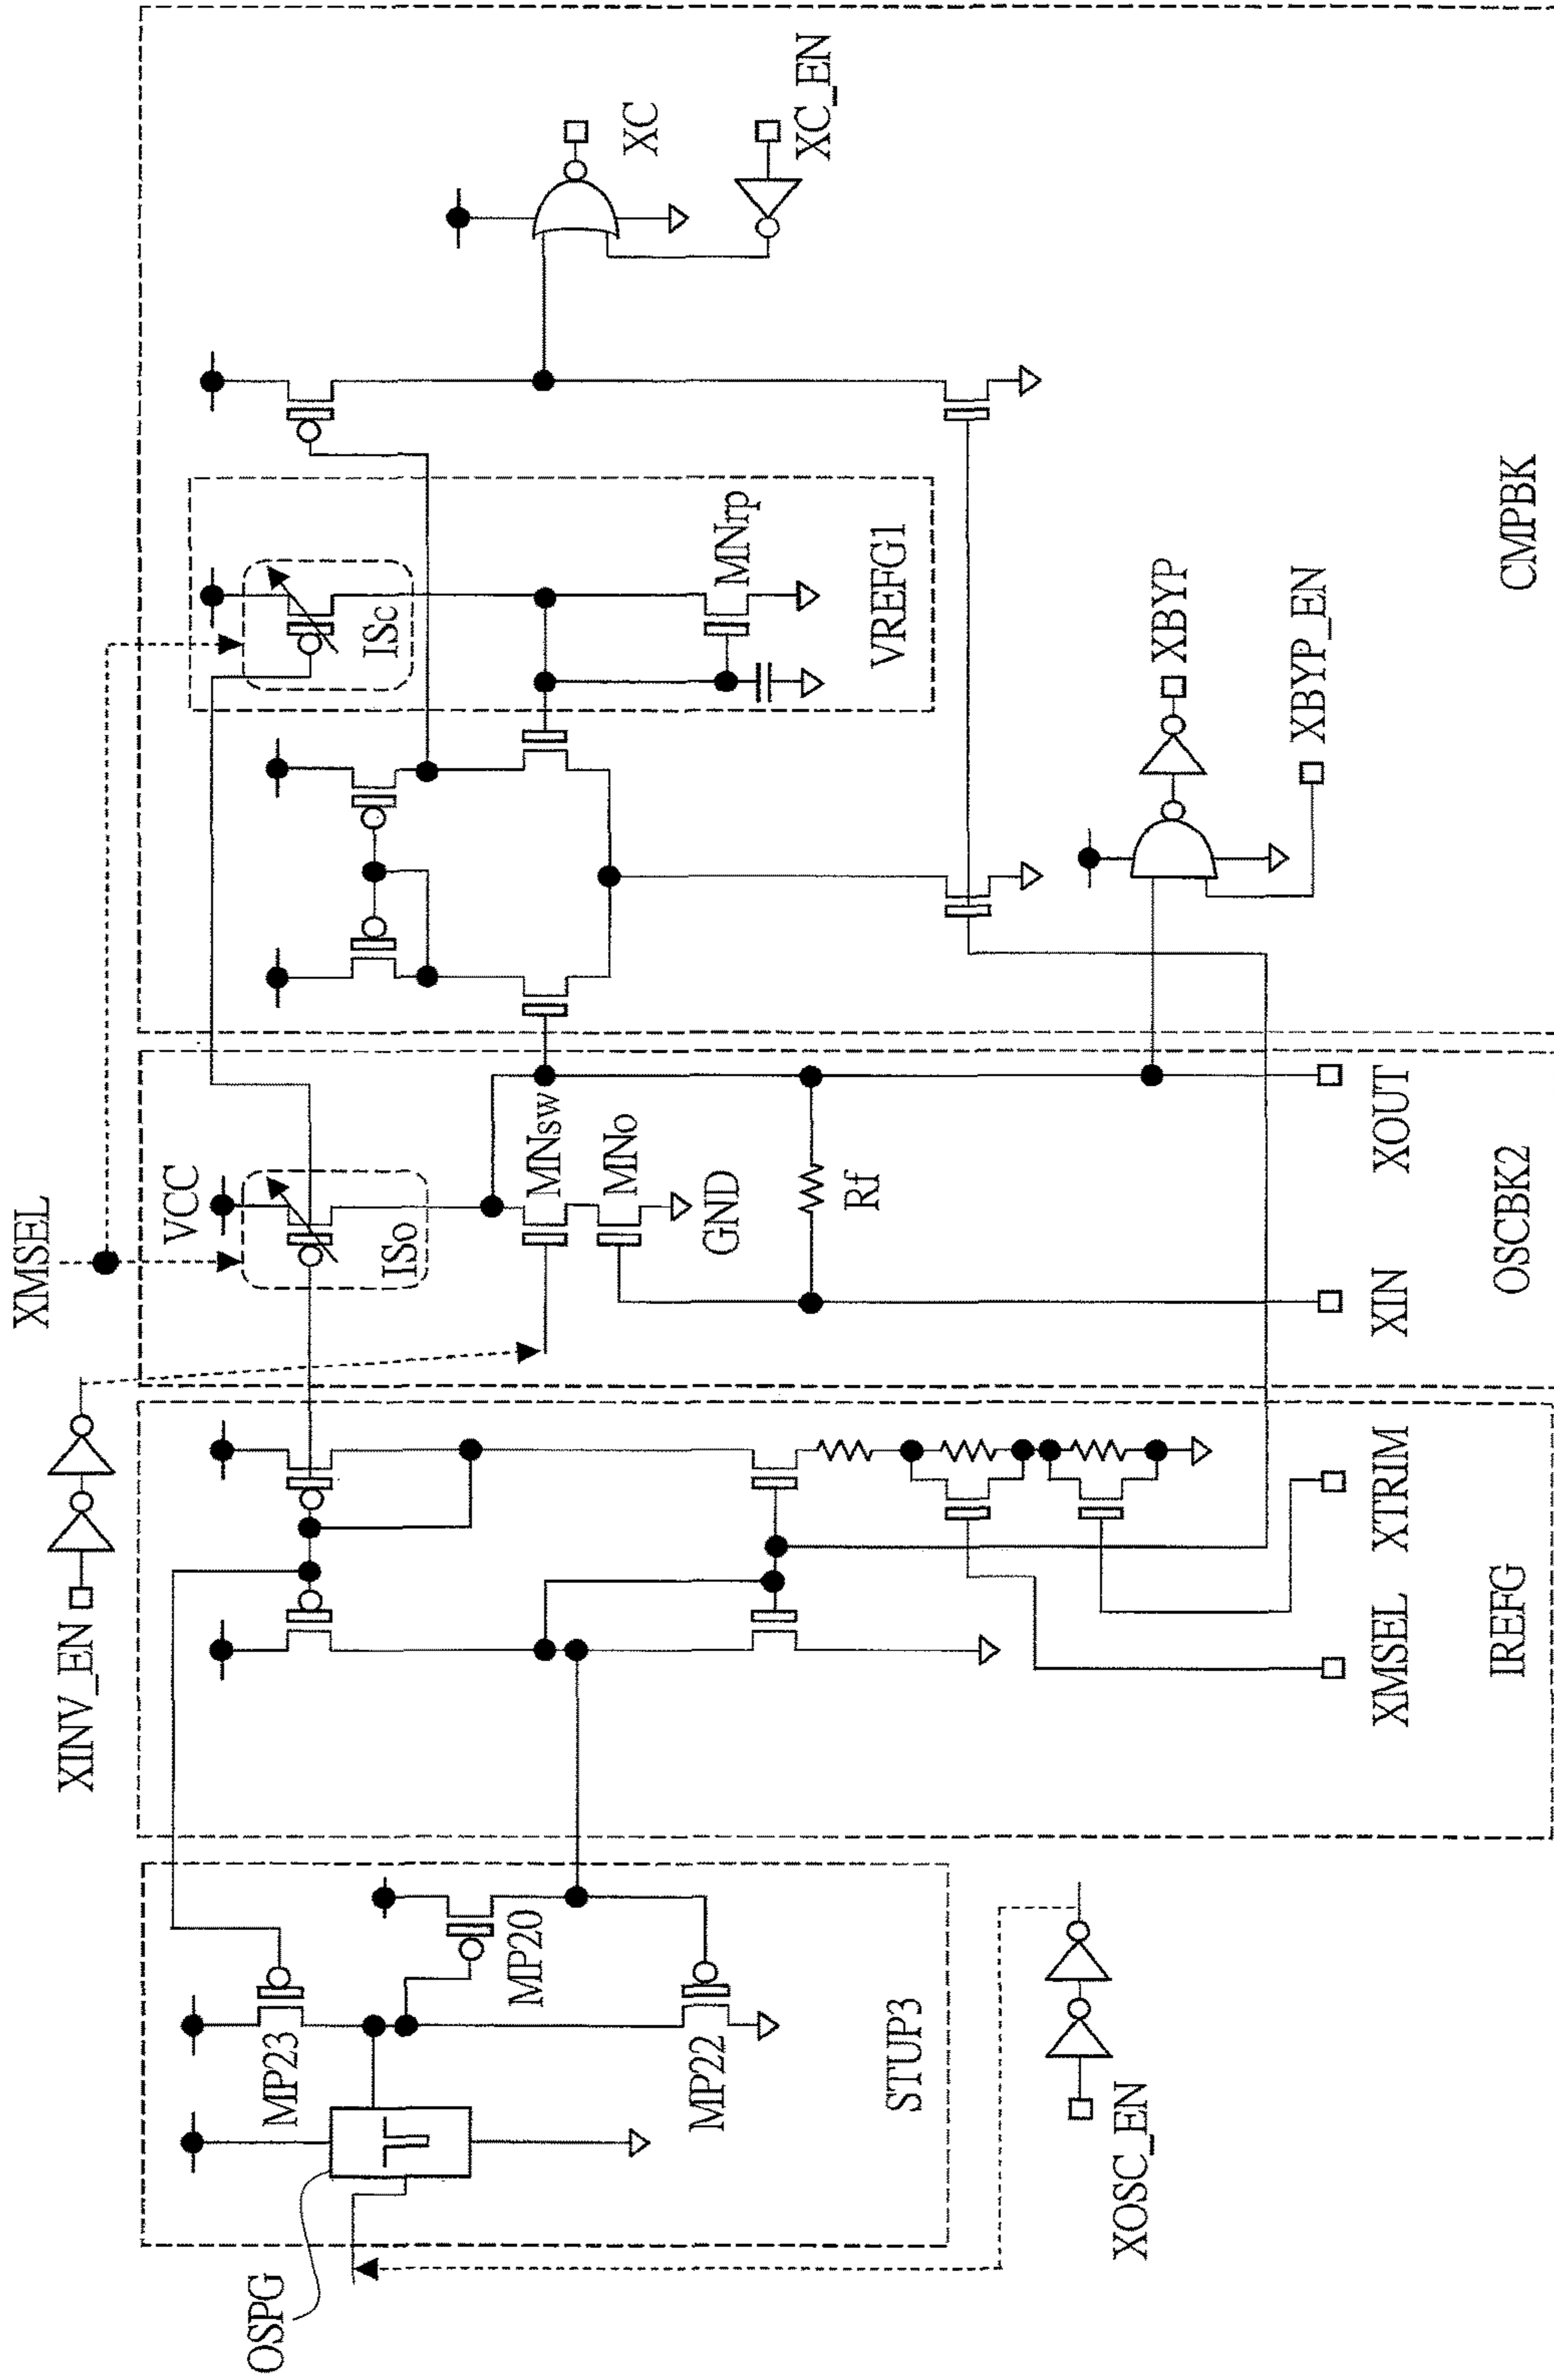 XMSEL
XINV_EN
XOSC_EN
OSPG
MP23
MP20
MP22
STUP3
XMSEL
XTRIM
IREFG
VCC
ISo
MNsw
MNo
GND
Rf
XIN
XOUT
OSCBK2
ISc
MNrp
VREFG1
XBYP
XBYP_EN
XC
XC_EN
CMPBK